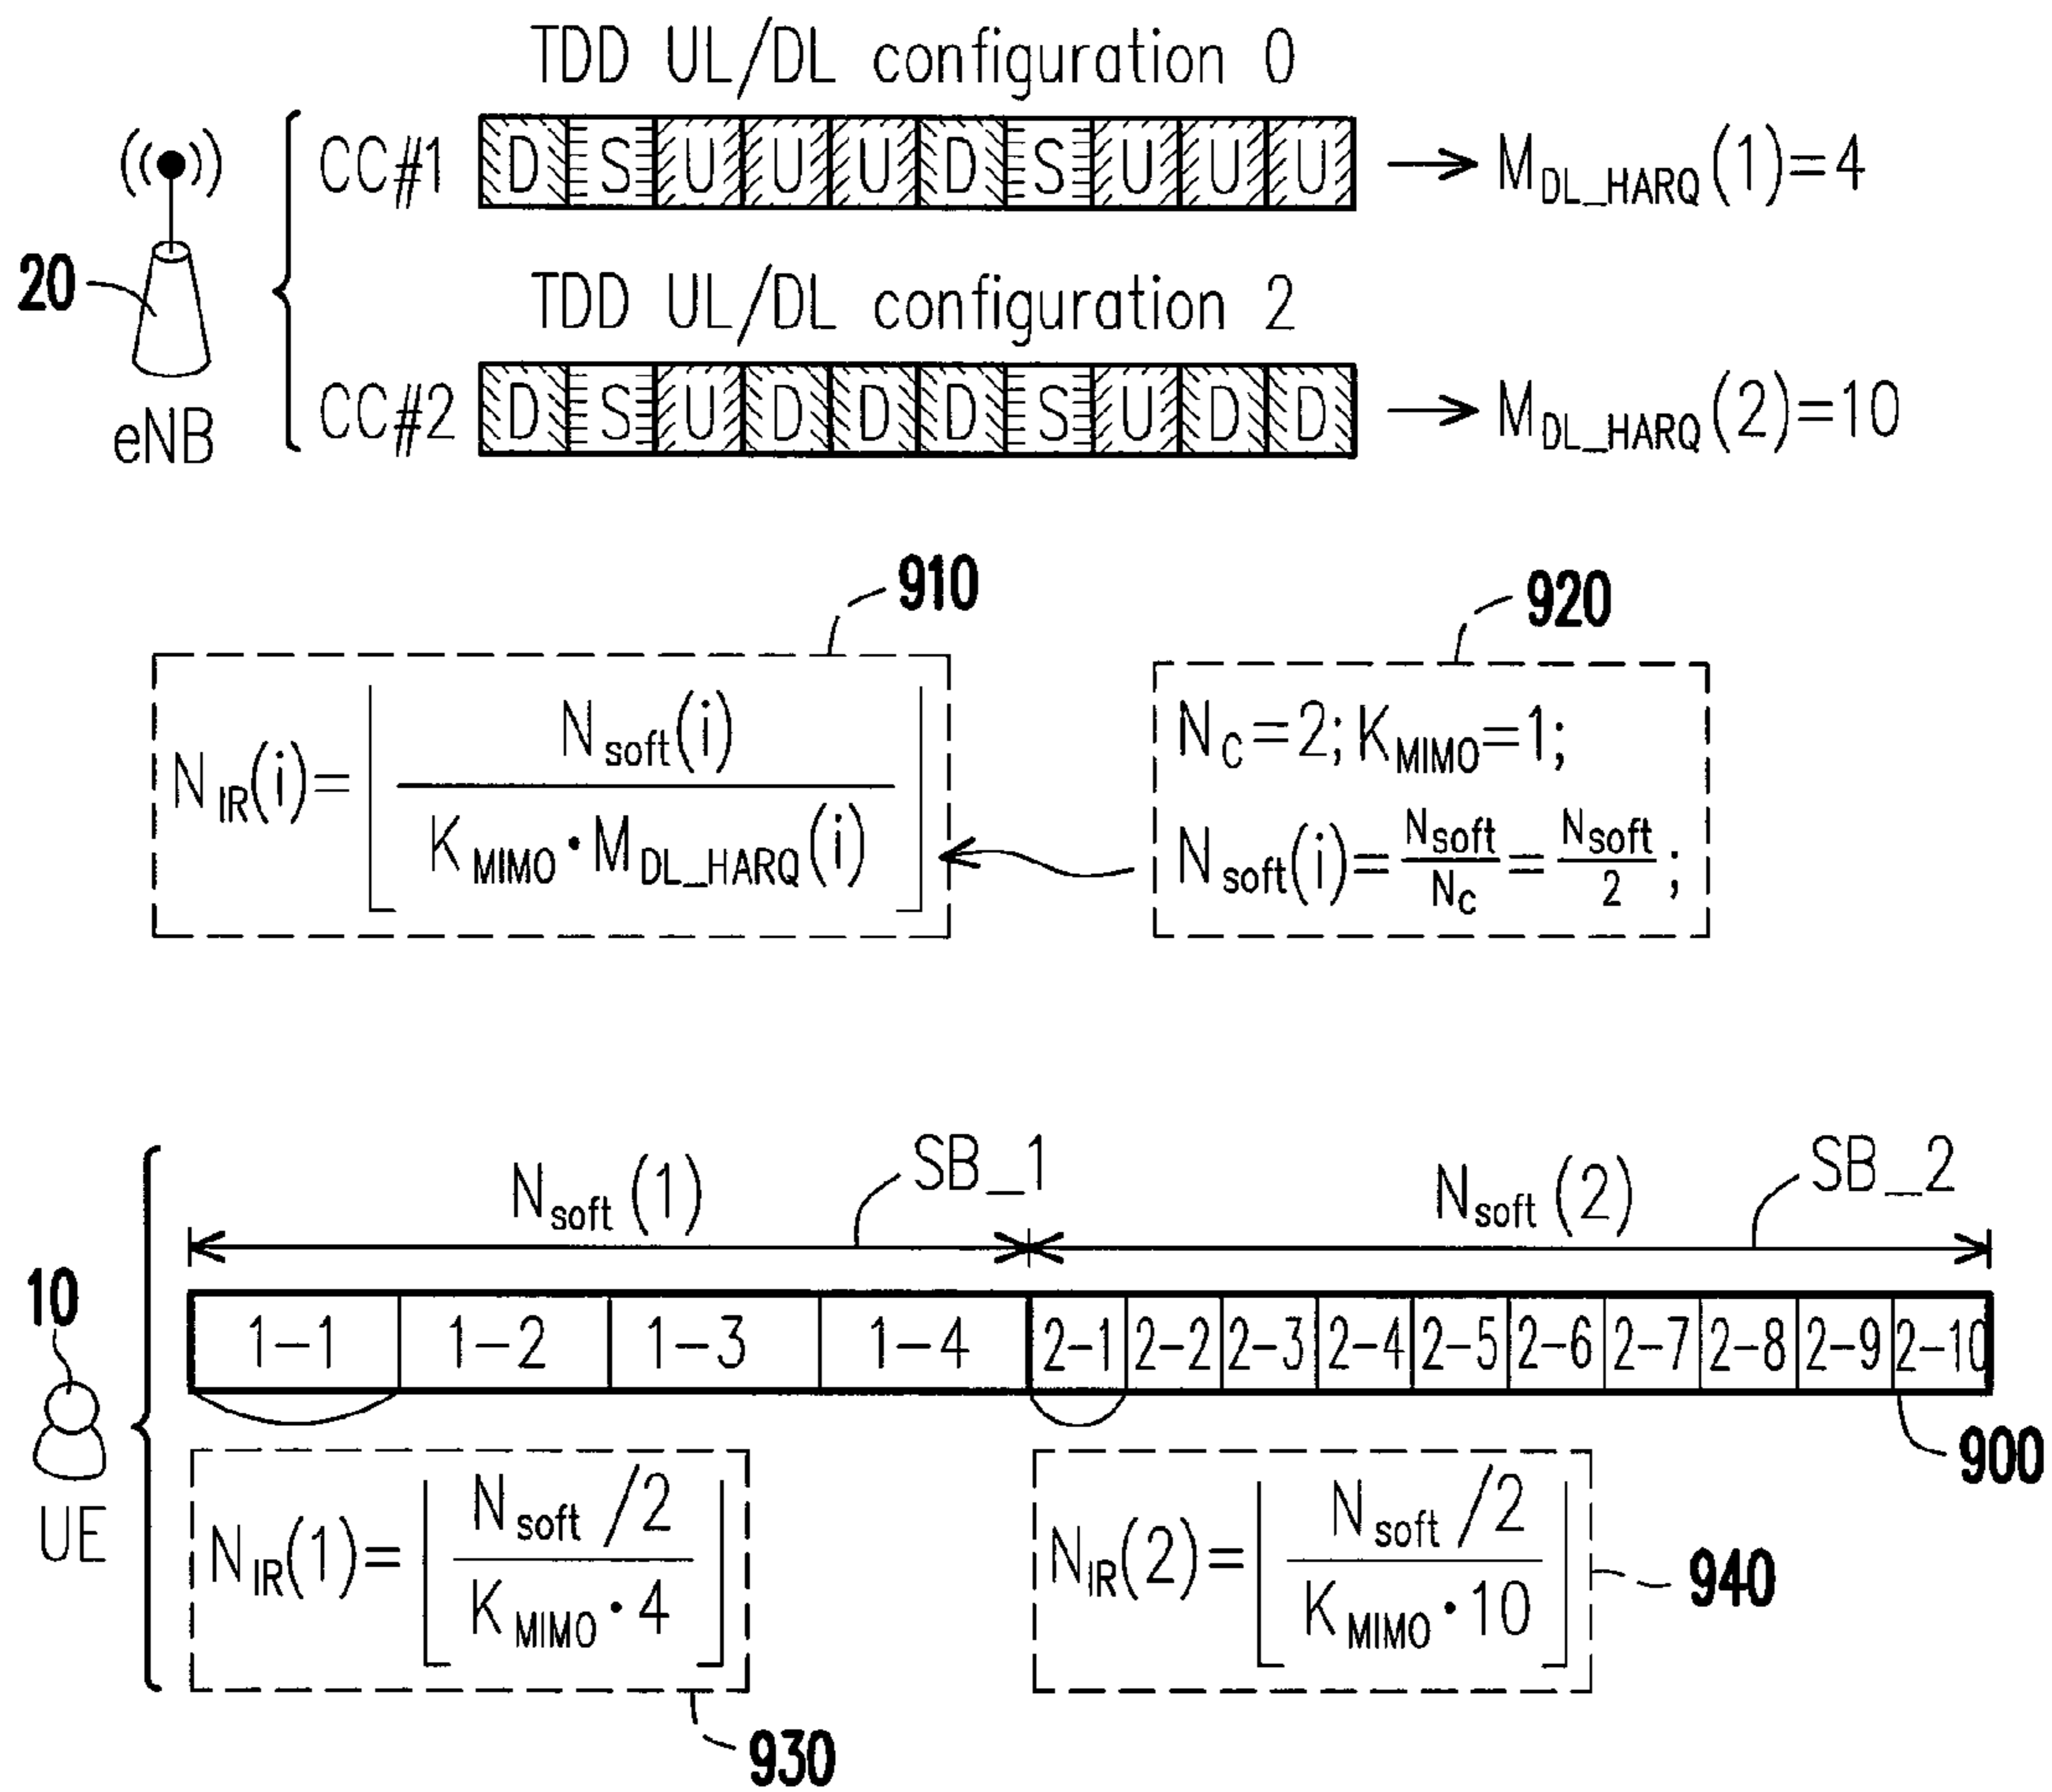 TDD UL/DL configuration 0
CC#1 D S U U U D S U U U → M_DL_HARQ(1)=4
20
TDD UL/DL configuration 2
CC#2 D S U D D D S U D D → M_DL_HARQ(2)=10
eNB
910
920
N_IR(i)=⌊N_soft(i) / K_MIMO·M_DL_HARQ(i)⌋
N_C=2; K_MIMO=1;
N_soft(i)=N_soft/N_C=N_soft/2;
N_soft(1) SB_1 N_soft(2) SB_2
10
1-1 1-2 1-3 1-4 2-1 2-2 2-3 2-4 2-5 2-6 2-7 2-8 2-9 2-10
900
UE
N_IR(1)=⌊N_soft/2 / K_MIMO·4⌋
N_IR(2)=⌊N_soft/2 / K_MIMO·10⌋
940
930